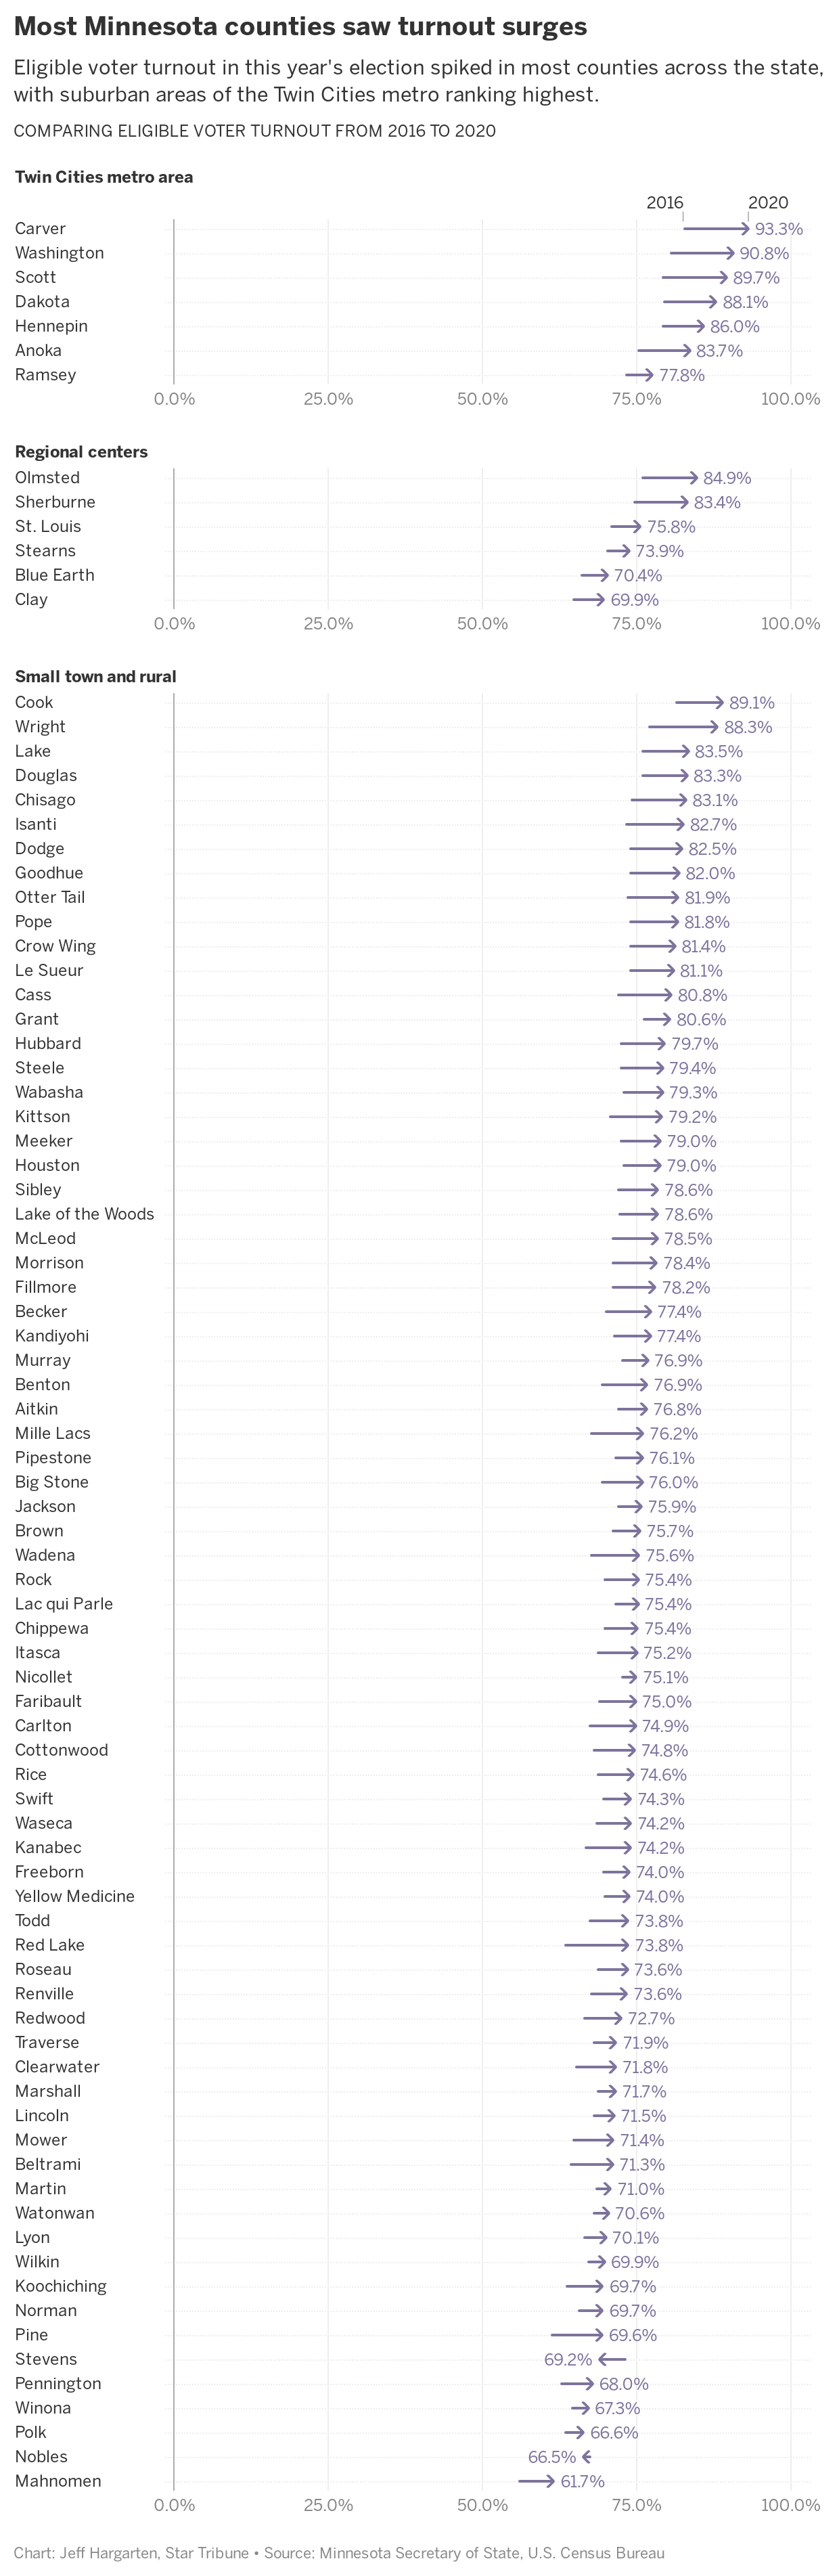 Most Minnesota counties saw turnout surges
Eligible voter turnout in this year's election spiked in most counties across the state,
with suburban areas of the Twin Cities metro ranking highest.
COMPARING ELIGIBLE VOTER TURNOUT FROM 2016 TO 2020
Twin Cities metro area
2016 2020
Carver 93.3%
Washington 90.8%
Scott 89.7%
Dakota 88.1%
Hennepin 86.0%
Anoka 83.7%
Ramsey 77.8%
0.0% 25.0% 50.0% 75.0% 100.0%
Regional centers
Olmsted 84.9%
Sherburne 83.4%
St. Louis 75.8%
Stearns 73.9%
Blue Earth 70.4%
Clay 69.9%
0.0% 25.0% 50.0% 75.0% 100.0%
Small town and rural
Cook 89.1%
Wright 88.3%
Lake 83.5%
Douglas 83.3%
Chisago 83.1%
Isanti 82.7%
Dodge 82.5%
Goodhue 82.0%
Otter Tail 81.9%
Pope 81.8%
Crow Wing 81.4%
Le Sueur 81.1%
Cass 80.8%
Grant 80.6%
Hubbard 79.7%
Steele 79.4%
Wabasha 79.3%
Kittson 79.2%
Meeker 79.0%
Houston 79.0%
Sibley 78.6%
Lake of the Woods 78.6%
McLeod 78.5%
Morrison 78.4%
Fillmore 78.2%
Becker 77.4%
Kandiyohi 77.4%
Murray 76.9%
Benton 76.9%
Aitkin 76.8%
Mille Lacs 76.2%
Pipestone 76.1%
Big Stone 76.0%
Jackson 75.9%
Brown 75.7%
Wadena 75.6%
Rock 75.4%
Lac qui Parle 75.4%
Chippewa 75.4%
Itasca 75.2%
Nicollet 75.1%
Faribault 75.0%
Carlton 74.9%
Cottonwood 74.8%
Rice 74.6%
Swift 74.3%
Waseca 74.2%
Kanabec 74.2%
Freeborn 74.0%
Yellow Medicine 74.0%
Todd 73.8%
Red Lake 73.8%
Roseau 73.6%
Renville 73.6%
Redwood 72.7%
Traverse 71.9%
Clearwater 71.8%
Marshall 71.7%
Lincoln 71.5%
Mower 71.4%
Beltrami 71.3%
Martin 71.0%
Watonwan 70.6%
Lyon 70.1%
Wilkin 69.9%
Koochiching 69.7%
Norman 69.7%
Pine 69.6%
Stevens 69.2%
Pennington 68.0%
Winona 67.3%
Polk 66.6%
Nobles 66.5%
Mahnomen 61.7%
0.0% 25.0% 50.0% 75.0% 100.0%
Chart: Jeff Hargarten, Star Tribune • Source: Minnesota Secretary of State, U.S. Census Bureau